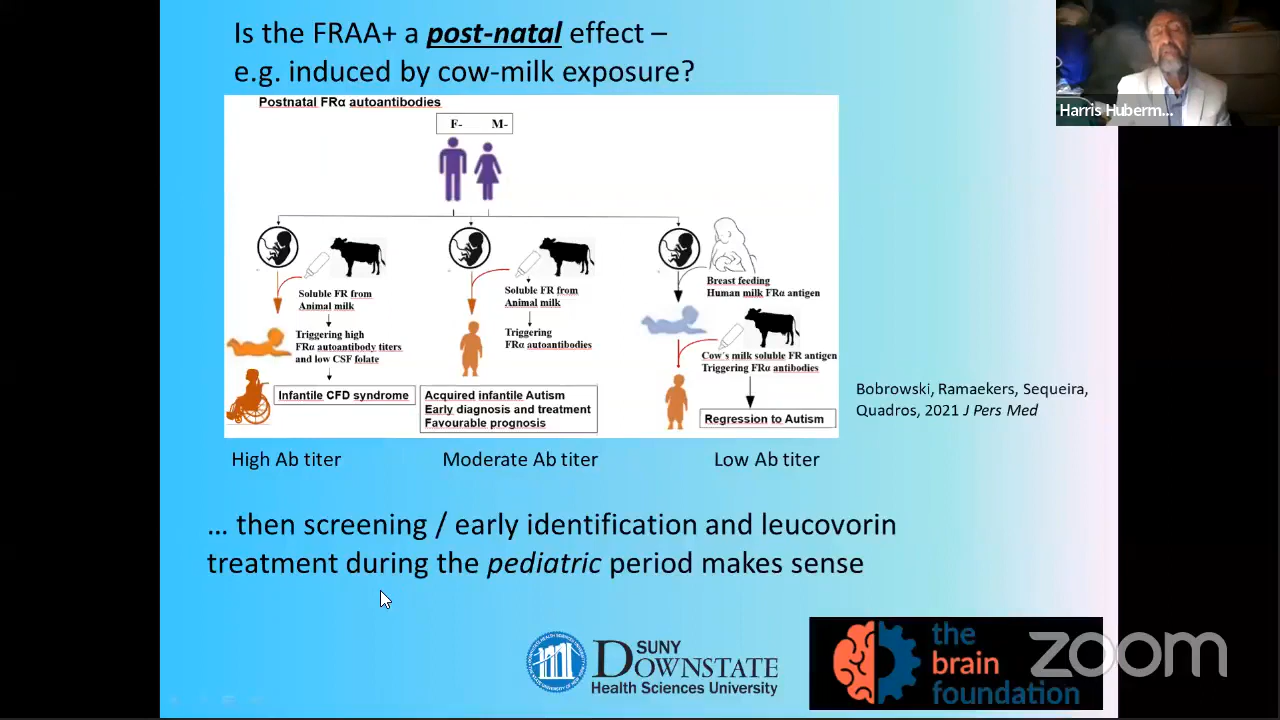 Is the FRAA+ a post-natal effect –
e.g. induced by cow-milk exposure?
Harris Huberm...
Postnatal FRα autoantibodies
F- M-
Soluble FR from
Animal milk
Triggering high
FRα autoantibody titers
and low CSF folate
Infantile CFD syndrome
Soluble FR from
Animal milk
Triggering
FRα autoantibodies
Acquired infantile Autism
Early diagnosis and treatment
Favourable prognosis
Breast feeding
Human milk FRα antigen
Cow´s milk soluble FR antigen
Triggering FRα antibodies
Regression to Autism
Bobrowski, Ramaekers, Sequeira,
Quadros, 2021 J Pers Med
High Ab titer
Moderate Ab titer
Low Ab titer
... then screening / early identification and leucovorin
treatment during the pediatric period makes sense
SUNY
DOWNSTATE
Health Sciences University
the
brain
foundation
zoom